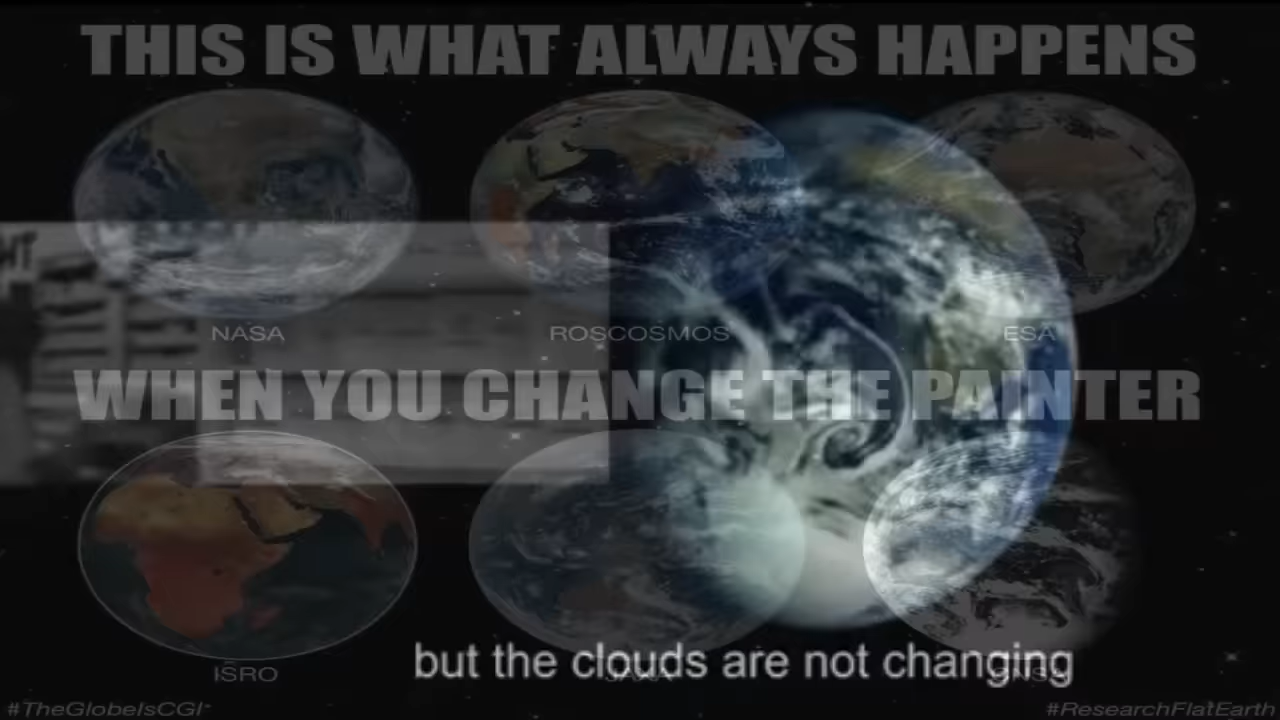 THIS IS WHAT ALWAYS HAPPENS
NASA
ROSCOSMOS
ESA
WHEN YOU CHANGE THE PAINTER
ISRO
JAXA
but the clouds are not changing
#TheGlobeIsCGI
#ResearchFlatEarth